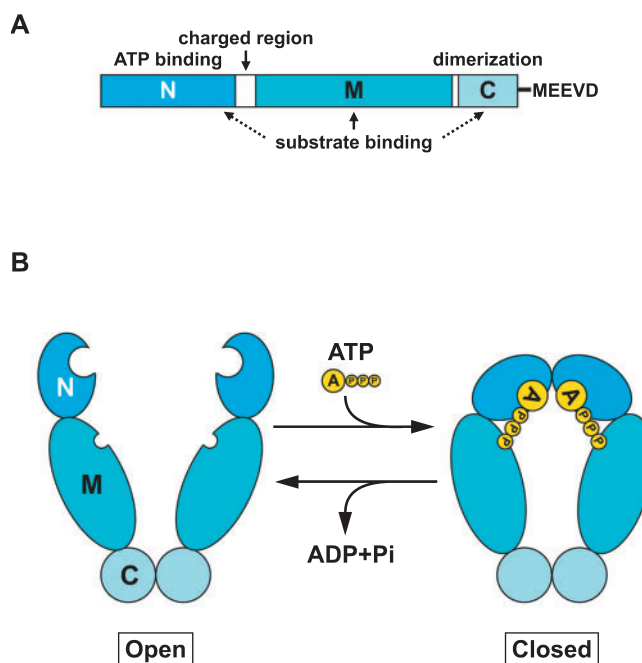 A
charged region
ATP binding
dimerization
N
M
C
MEEVD
substrate binding
B
ATP
A P P P
N
M
C
ADP+Pi
A P P P
A P P P
Open
Closed